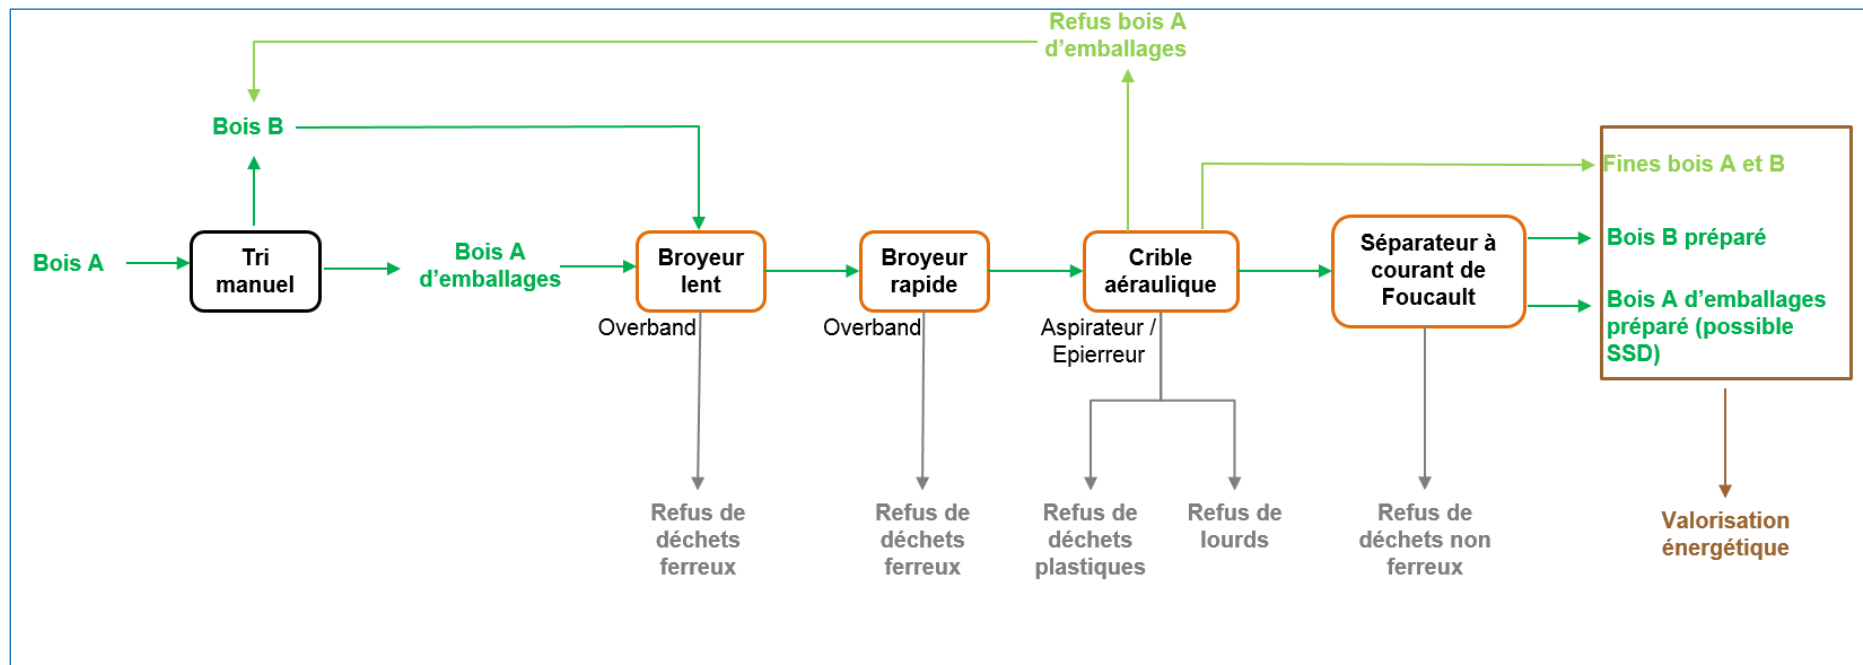 Refus bois A
d'emballages
Bois B
Fines bois A et B
Bois A
Tri
manuel
Bois A
d'emballages
Broyeur
lent
Broyeur
rapide
Crible
aéraulique
Séparateur à
courant de
Foucault
Bois B préparé
Bois A d'emballages
préparé (possible
SSD)
Overband
Overband
Aspirateur /
Epierreur
Refus de
déchets
ferreux
Refus de
déchets
ferreux
Refus de
déchets
plastiques
Refus de
lourds
Refus de
déchets non
ferreux
Valorisation
énergétique